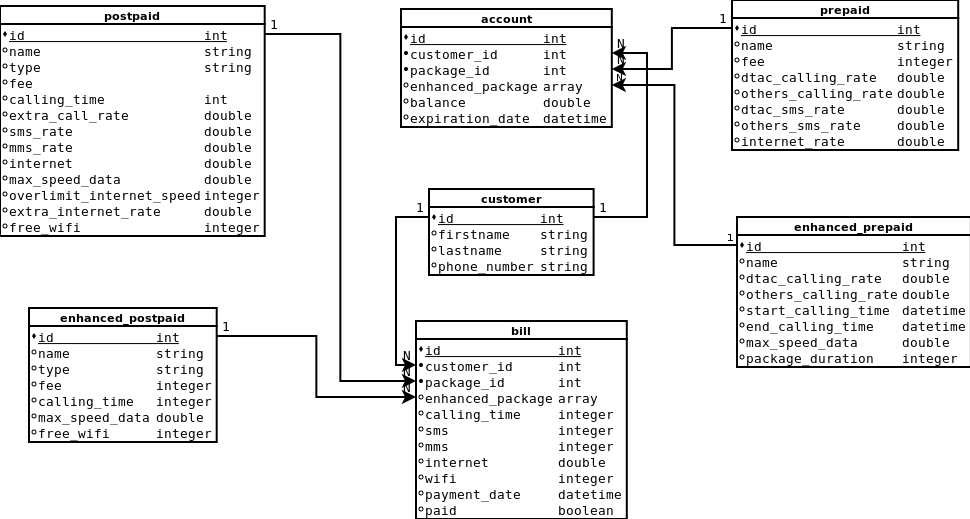 postpaid
id int
name string
type string
fee
calling_time int
extra_call_rate double
sms_rate double
mms_rate double
internet double
max_speed_data double
overlimit_internet_speed integer
extra_internet_rate double
free_wifi integer
1
account
id int
customer_id int
package_id int
enhanced_package array
balance double
expiration_date datetime
N
N
N
1
prepaid
id int
name string
fee integer
dtac_calling_rate double
others_calling_rate double
dtac_sms_rate double
others_sms_rate double
internet_rate double
1
customer
id int
firstname string
lastname string
phone_number string
1
1
enhanced_prepaid
id int
name string
dtac_calling_rate double
others_calling_rate double
start_calling_time datetime
end_calling_time datetime
max_speed_data double
package_duration integer
enhanced_postpaid
id int
name string
type string
fee integer
calling_time integer
max_speed_data double
free_wifi integer
1
N
N
N
bill
id int
customer_id int
package_id int
enhanced_package array
calling_time integer
sms integer
mms integer
internet double
wifi integer
payment_date datetime
paid boolean